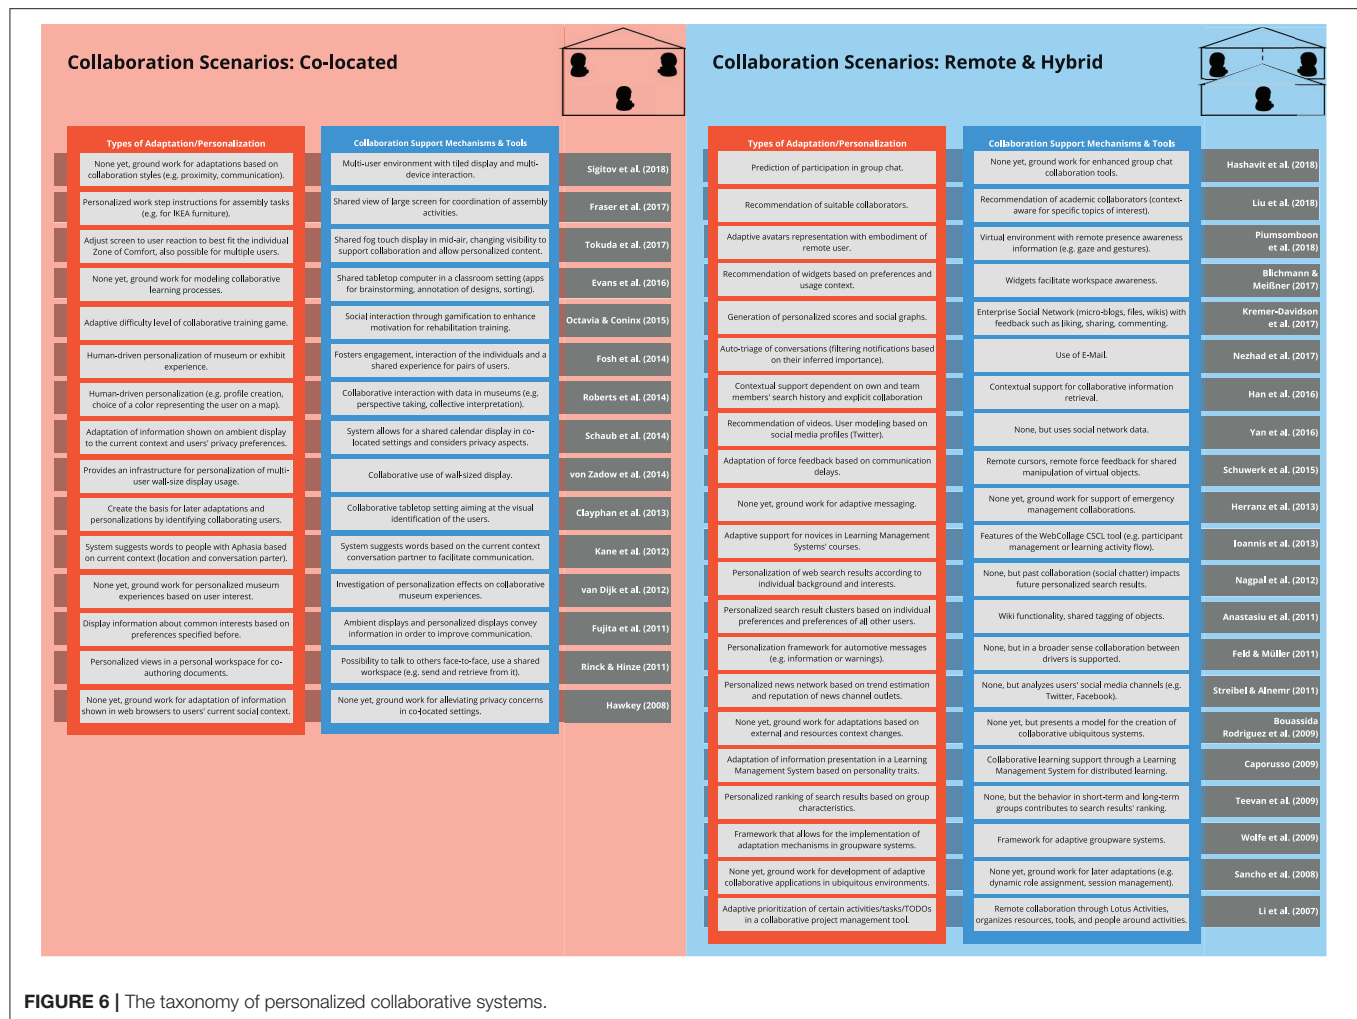 Collaboration Scenarios: Co-located
Types of Adaptation/Personalization
Collaboration Support Mechanisms & Tools
None yet, ground work for adaptations based on
collaboration styles (e.g. proximity, communication).
Multi-user environment with tiled display and multi-
device interaction.
Sigitov et al. (2018)
Personalized work step instructions for assembly tasks
(e.g. for IKEA furniture).
Shared view of large screen for coordination of assembly
activities.
Fraser et al. (2017)
Adjust screen to user reaction to best fit the individual
Zone of Comfort, also possible for multiple users.
Shared fog touch display in mid-air, changing visibility to
support collaboration and allow personalized content.
Tokuda et al. (2017)
None yet, ground work for modeling collaborative
learning processes.
Shared tabletop computer in a classroom setting (apps
for brainstorming, annotation of designs, sorting).
Evans et al. (2016)
Adaptive difficulty level of collaborative training game.
Social interaction through gamification to enhance
motivation for rehabilitation training.
Octavia & Coninx (2015)
Human-driven personalization of museum or exhibit
experience.
Fosters engagement, interaction of the individuals and a
shared experience for pairs of users.
Fosh et al. (2014)
Human-driven personalization (e.g. profile creation,
choice of a color representing the user on a map).
Collaborative interaction with data in museums (e.g.
perspective taking, collective interpretation).
Roberts et al. (2014)
Adaptation of information shown on ambient display
to the current context and users' privacy preferences.
System allows for a shared calendar display in co-
located settings and considers privacy aspects.
Schaub et al. (2014)
Provides an infrastructure for personalization of multi-
user wall-size display usage.
Collaborative use of wall-sized display.
von Zadow et al. (2014)
Create the basis for later adaptations and
personalizations by identifying collaborating users.
Collaborative tabletop setting aiming at the visual
identification of the users.
Clayphan et al. (2013)
System suggests words to people with Aphasia based
on current context (location and conversation parter).
System suggests words based on the current context
conversation partner to facilitate communication.
Kane et al. (2012)
None yet, ground work for personalized museum
experiences based on user interest.
Investigation of personalization effects on collaborative
museum experiences.
van Dijk et al. (2012)
Display information about common interests based on
preferences specified before.
Ambient displays and personalized displays convey
information in order to improve communication.
Fujita et al. (2011)
Personalized views in a personal workspace for co-
authoring documents.
Possibility to talk to others face-to-face, use a shared
workspace (e.g. send and retrieve from it).
Rinck & Hinze (2011)
None yet, ground work for adaptation of information
shown in web browsers to users' current social context.
None yet, ground work for alleviating privacy concerns
in co-located settings.
Hawkey (2008)
Collaboration Scenarios: Remote & Hybrid
Types of Adaptation/Personalization
Collaboration Support Mechanisms & Tools
Prediction of participation in group chat.
None yet, ground work for enhanced group chat
collaboration tools.
Hashavit et al. (2018)
Recommendation of suitable collaborators.
Recommendation of academic collaborators (context-
aware for specific topics of interest).
Liu et al. (2018)
Adaptive avatars representation with embodiment of
remote user.
Virtual environment with remote presence awareness
information (e.g. gaze and gestures).
Piumsomboon
et al. (2018)
Recommendation of widgets based on preferences and
usage context.
Widgets facilitate workspace awareness.
Blichmann &
Meißner (2017)
Generation of personalized scores and social graphs.
Enterprise Social Network (micro-blogs, files, wikis) with
feedback such as liking, sharing, commenting.
Kremer-Davidson
et al. (2017)
Auto-triage of conversations (filtering notifications based
on their inferred importance).
Use of E-Mail.
Nezhad et al. (2017)
Contextual support dependent on own and team
members' search history and explicit collaboration
Contextual support for collaborative information
retrieval.
Han et al. (2016)
Recommendation of videos. User modeling based on
social media profiles (Twitter).
None, but uses social network data.
Yan et al. (2016)
Adaptation of force feedback based on communication
delays.
Remote cursors, remote force feedback for shared
manipulation of virtual objects.
Schuwerk et al. (2015)
None yet, ground work for adaptive messaging.
None yet, ground work for support of emergency
management collaborations.
Herranz et al. (2013)
Adaptive support for novices in Learning Management
Systems' courses.
Features of the WebCollage CSCL tool (e.g. participant
management or learning activity flow).
Ioannis et al. (2013)
Personalization of web search results according to
individual background and interests.
None, but past collaboration (social chatter) impacts
future personalized search results.
Nagpal et al. (2012)
Personalized search result clusters based on individual
preferences and preferences of all other users.
Wiki functionality, shared tagging of objects.
Anastasiu et al. (2011)
Personalization framework for automotive messages
(e.g. information or warnings).
None, but in a broader sense collaboration between
drivers is supported.
Feld & Müller (2011)
Personalized news network based on trend estimation
and reputation of news channel outlets.
None, but analyzes users' social media channels (e.g.
Twitter, Facebook).
Streibel & Alnemr (2011)
None yet, ground work for adaptations based on
external and resources context changes.
None yet, but presents a model for the creation of
collaborative ubiquitous systems.
Bouassida
Rodriguez et al. (2009)
Adaptation of information presentation in a Learning
Management System based on personality traits.
Collaborative learning support through a Learning
Management System for distributed learning.
Caporusso (2009)
Personalized ranking of search results based on group
characteristics.
None, but the behavior in short-term and long-term
groups contributes to search results' ranking.
Teevan et al. (2009)
Framework that allows for the implementation of
adaptation mechanisms in groupware systems.
Framework for adaptive groupware systems.
Wolfe et al. (2009)
None yet, ground work for development of adaptive
collaborative applications in ubiquitous environments.
None yet, ground work for later adaptations (e.g.
dynamic role assignment, session management).
Sancho et al. (2008)
Adaptive prioritization of certain activities/tasks/TODOs
in a collaborative project management tool.
Remote collaboration through Lotus Activities,
organizes resources, tools, and people around activities.
Li et al. (2007)
FIGURE 6 | The taxonomy of personalized collaborative systems.